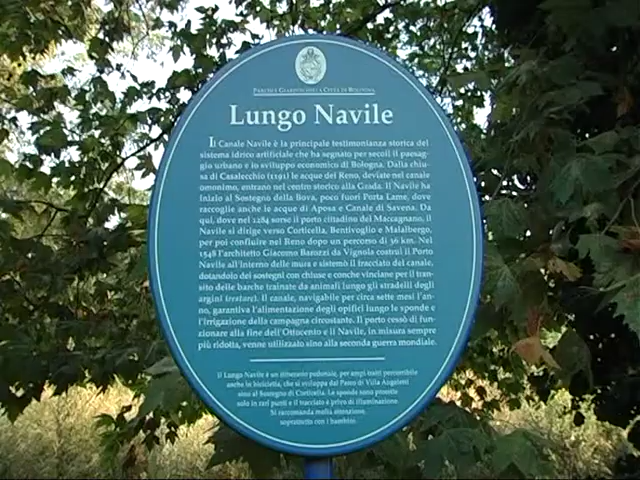 Parchi e Giardini della Città di Bologna
Lungo Navile
Il Canale Navile è la principale testimonianza storica del
sistema idrico artificiale che ha segnato per secoli il paesag-
gio urbano e lo sviluppo economico di Bologna. Dalla chiu-
sa di Casalecchio (1191) le acque del Reno, deviate nel canale
omonimo, entrano nel centro storico alla Grada. Il Navile ha
inizio al Sostegno della Bova, poco fuori Porta Lame, dove
raccoglie anche le acque di Aposa e Canale di Savena. Da
qui, dove nel 1284 sorse il porto cittadino del Maccagnano, il
Navile si dirige verso Corticella, Bentivoglio e Malalbergo,
per poi confluire nel Reno dopo un percorso di 36 km. Nel
1548 l'architetto Giacomo Barozzi da Vignola costruì il Porto
Navile all'interno delle mura e sistemò il tracciato del canale,
dotandolo dei sostegni con chiuse e conche vinciane per il tran-
sito delle barche trainate da animali lungo gli stradelli degli
argini (restare). Il canale, navigabile per circa sette mesi l'an-
no, garantiva l'alimentazione degli opifici lungo le sponde e
l'irrigazione della campagna circostante. Il porto cessò di fun-
zionare alla fine dell'Ottocento e il Navile, in misura sempre
più ridotta, venne utilizzato sino alla seconda guerra mondiale.
Il Lungo Navile è un itinerario pedonale, per ampi tratti percorribile
anche in bicicletta, che si sviluppa dal Parco di Villa Angeletti
sino al Sostegno di Corticella. Le sponde sono protette
solo in rari punti e il tracciato è privo di illuminazione.
Si raccomanda molta attenzione,
soprattutto con i bambini.